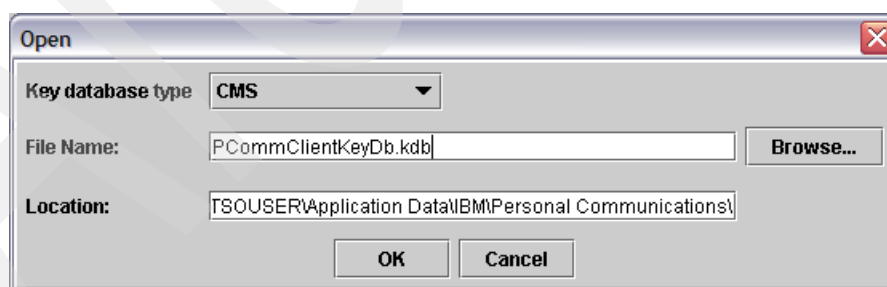 Open
Key database type CMS
File Name: PCommClientKeyDb.kdb Browse...
Location: TSOUSER\Application Data\IBM\Personal Communications\
OK Cancel